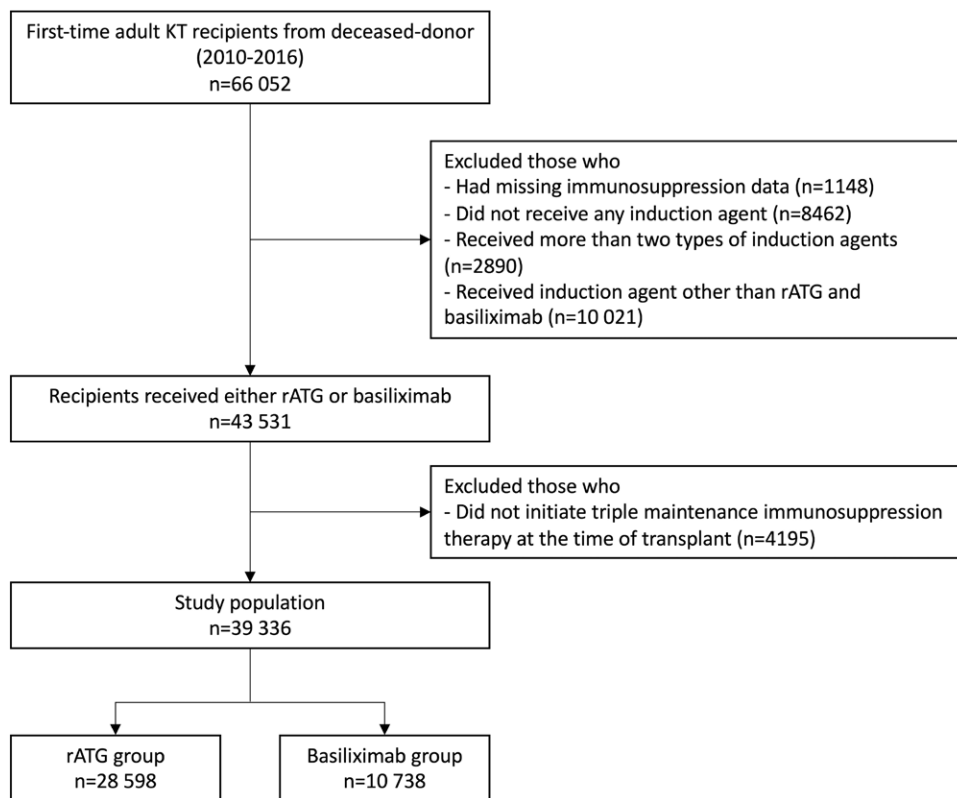 First-time adult KT recipients from deceased-donor
(2010-2016)
n=66 052
Excluded those who
- Had missing immunosuppression data (n=1148)
- Did not receive any induction agent (n=8462)
- Received more than two types of induction agents
(n=2890)
- Received induction agent other than rATG and
basiliximab (n=10 021)
Recipients received either rATG or basiliximab
n=43 531
Excluded those who
- Did not initiate triple maintenance immunosuppression
therapy at the time of transplant (n=4195)
Study population
n=39 336
rATG group
n=28 598
Basiliximab group
n=10 738